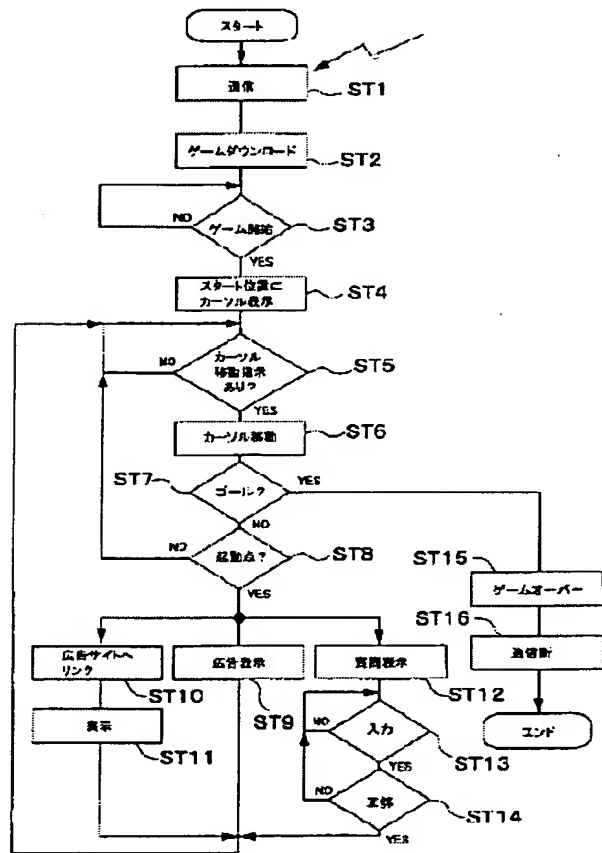 スタート
通信
ST1
ゲームダウンロード
ST2
NO
ゲーム開始
ST3
YES
スタート位置に
カーソル表示
ST4
NO
カーソル
移動指示
あり?
ST5
YES
カーソル移動
ST6
ST7
ゴール?
YES
NO
NO
起動点?
ST8
YES
ST15
ゲームオーバー
ST16
通信断
エンド
広告サイトへ
リンク
ST10
広告表示
ST9
質問表示
ST12
表示
ST11
NO
入力
ST13
YES
NO
正解
ST14
YES